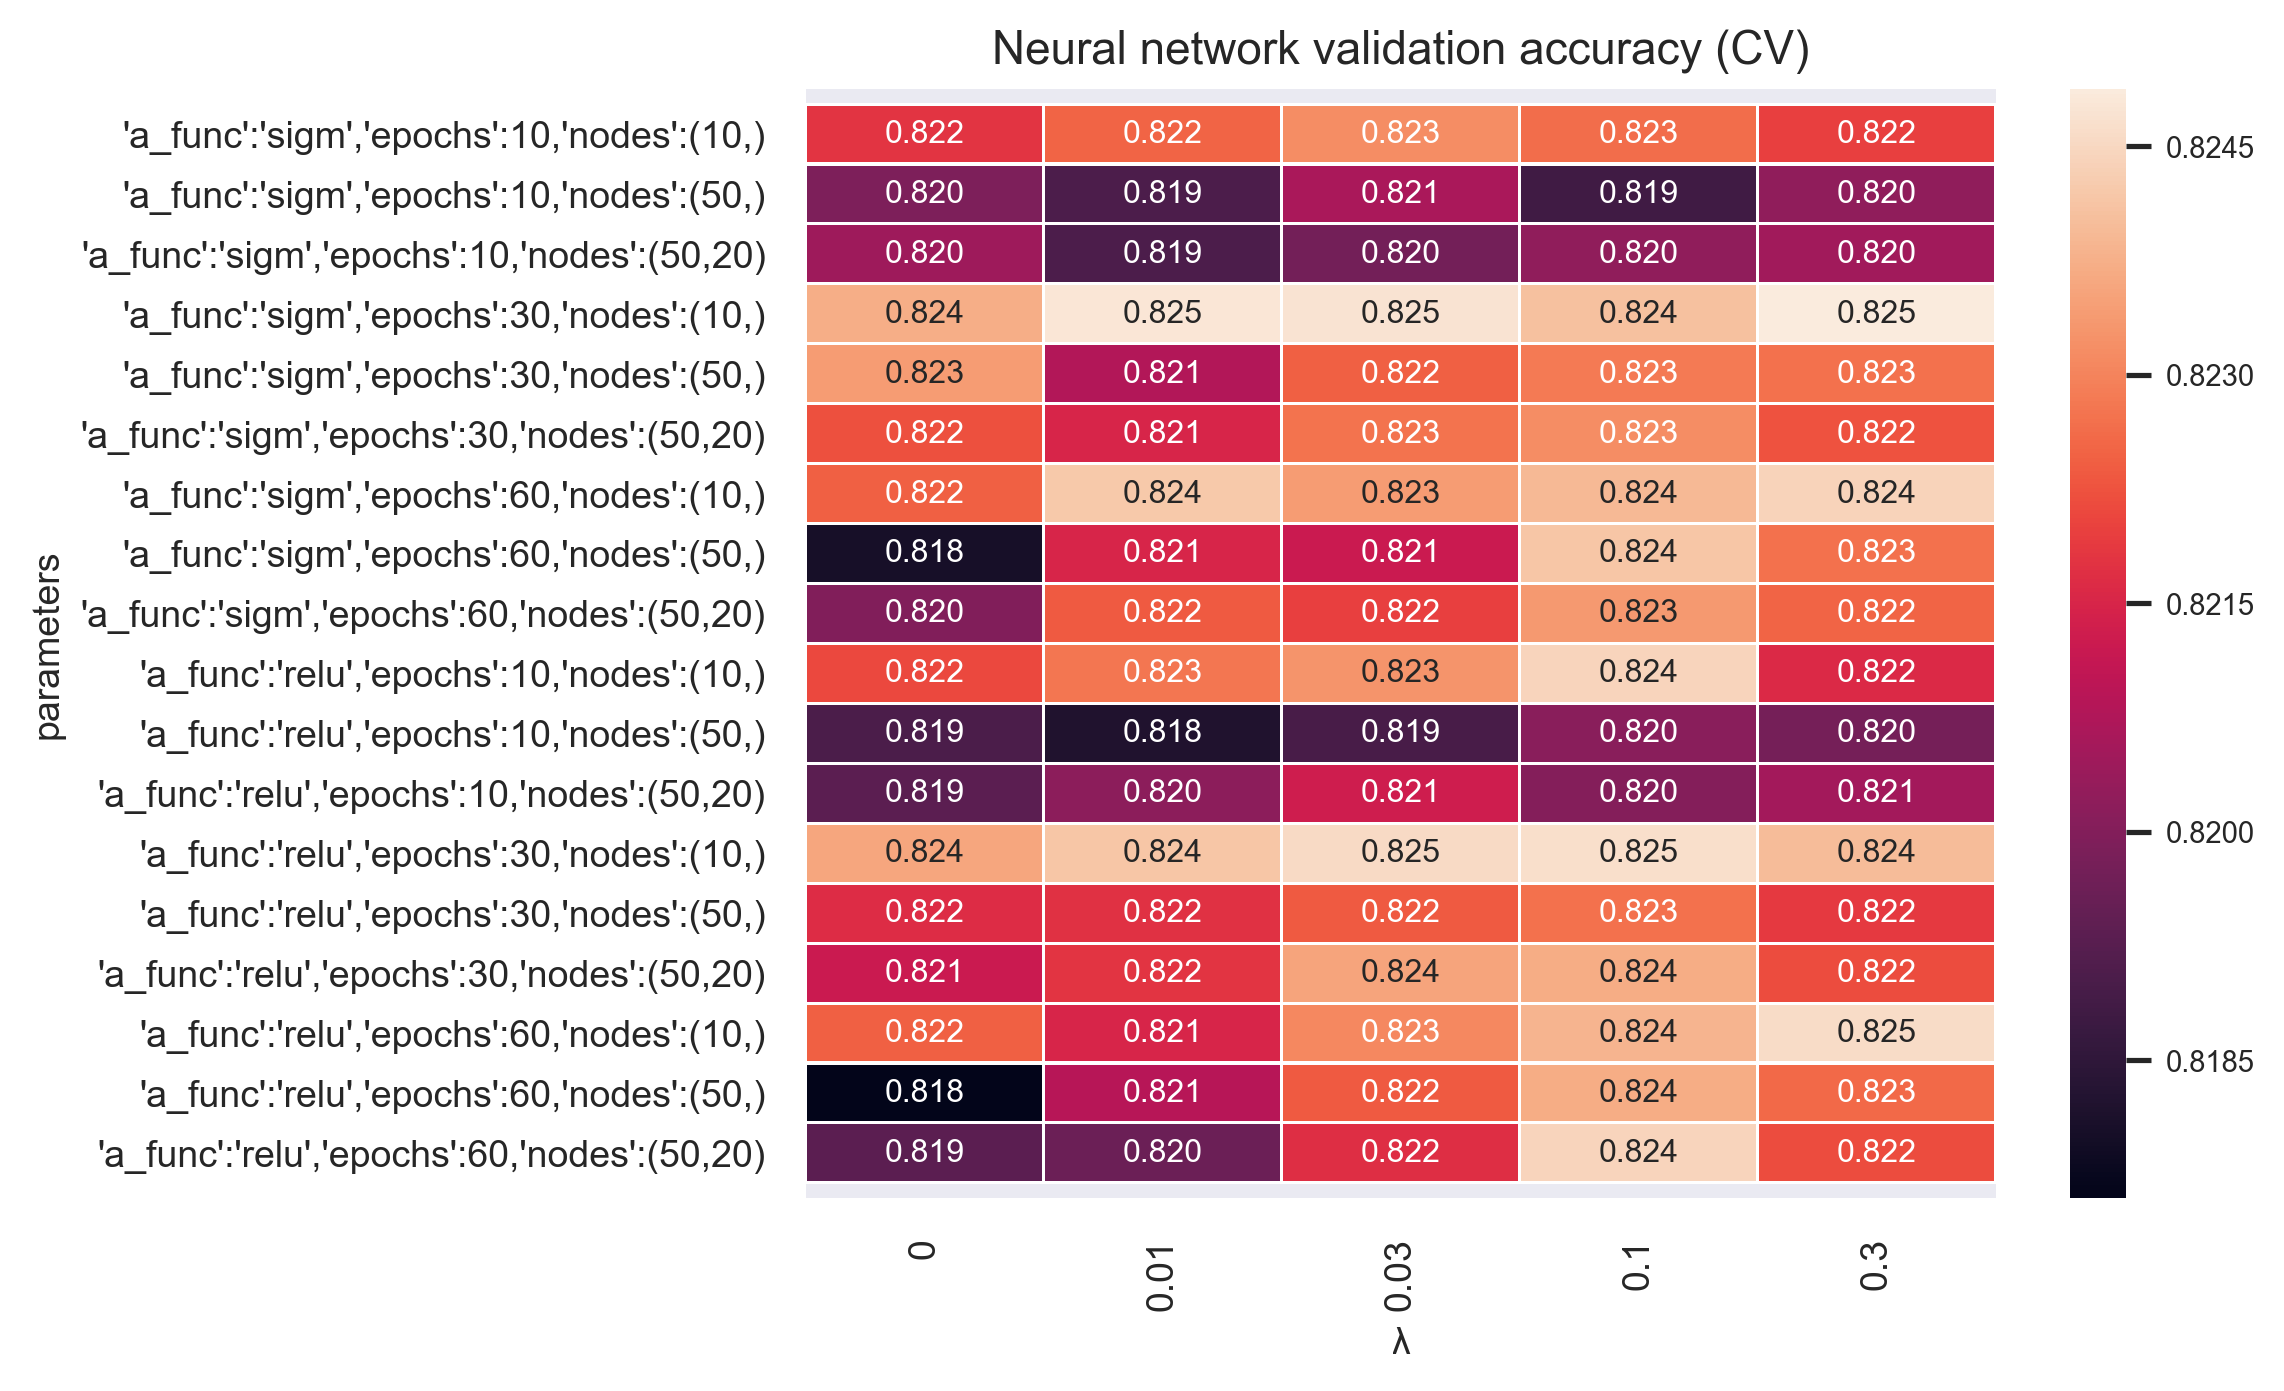 Neural network validation accuracy (CV)
'a_func':'sigm','epochs':10,'nodes':(10,) 0.822 0.822 0.823 0.823 0.822
'a_func':'sigm','epochs':10,'nodes':(50,) 0.820 0.819 0.821 0.819 0.820
'a_func':'sigm','epochs':10,'nodes':(50,20) 0.820 0.819 0.820 0.820 0.820
'a_func':'sigm','epochs':30,'nodes':(10,) 0.824 0.825 0.825 0.824 0.825
'a_func':'sigm','epochs':30,'nodes':(50,) 0.823 0.821 0.822 0.823 0.823
'a_func':'sigm','epochs':30,'nodes':(50,20) 0.822 0.821 0.823 0.823 0.822
'a_func':'sigm','epochs':60,'nodes':(10,) 0.822 0.824 0.823 0.824 0.824
'a_func':'sigm','epochs':60,'nodes':(50,) 0.818 0.821 0.821 0.824 0.823
'a_func':'sigm','epochs':60,'nodes':(50,20) 0.820 0.822 0.822 0.823 0.822
'a_func':'relu','epochs':10,'nodes':(10,) 0.822 0.823 0.823 0.824 0.822
'a_func':'relu','epochs':10,'nodes':(50,) 0.819 0.818 0.819 0.820 0.820
'a_func':'relu','epochs':10,'nodes':(50,20) 0.819 0.820 0.821 0.820 0.821
'a_func':'relu','epochs':30,'nodes':(10,) 0.824 0.824 0.825 0.825 0.824
'a_func':'relu','epochs':30,'nodes':(50,) 0.822 0.822 0.822 0.823 0.822
'a_func':'relu','epochs':30,'nodes':(50,20) 0.821 0.822 0.824 0.824 0.822
'a_func':'relu','epochs':60,'nodes':(10,) 0.822 0.821 0.823 0.824 0.825
'a_func':'relu','epochs':60,'nodes':(50,) 0.818 0.821 0.822 0.824 0.823
'a_func':'relu','epochs':60,'nodes':(50,20) 0.819 0.820 0.822 0.824 0.822
parameters
0 0.01 0.03 0.1 0.3
λ
0.8245
0.8230
0.8215
0.8200
0.8185